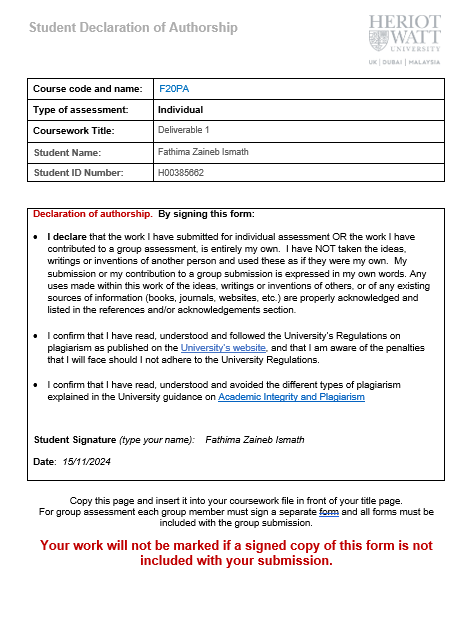 Student Declaration of Authorship
HERIOT
WATT
UNIVERSITY
UK | DUBAI | MALAYSIA
Course code and name: F20PA
Type of assessment: Individual
Coursework Title: Deliverable 1
Student Name: Fathima Zaineb Ismath
Student ID Number: H00385662
Declaration of authorship. By signing this form:
• I declare that the work I have submitted for individual assessment OR the work I have
contributed to a group assessment, is entirely my own. I have NOT taken the ideas,
writings or inventions of another person and used these as if they were my own. My
submission or my contribution to a group submission is expressed in my own words. Any
uses made within this work of the ideas, writings or inventions of others, or of any existing
sources of information (books, journals, websites, etc.) are properly acknowledged and
listed in the references and/or acknowledgements section.
• I confirm that I have read, understood and followed the University's Regulations on
plagiarism as published on the University's website, and that I am aware of the penalties
that I will face should I not adhere to the University Regulations.
• I confirm that I have read, understood and avoided the different types of plagiarism
explained in the University guidance on Academic Integrity and Plagiarism
Student Signature (type your name): Fathima Zaineb Ismath
Date: 15/11/2024
Copy this page and insert it into your coursework file in front of your title page.
For group assessment each group member must sign a separate form and all forms must be
included with the group submission.
Your work will not be marked if a signed copy of this form is not
included with your submission.